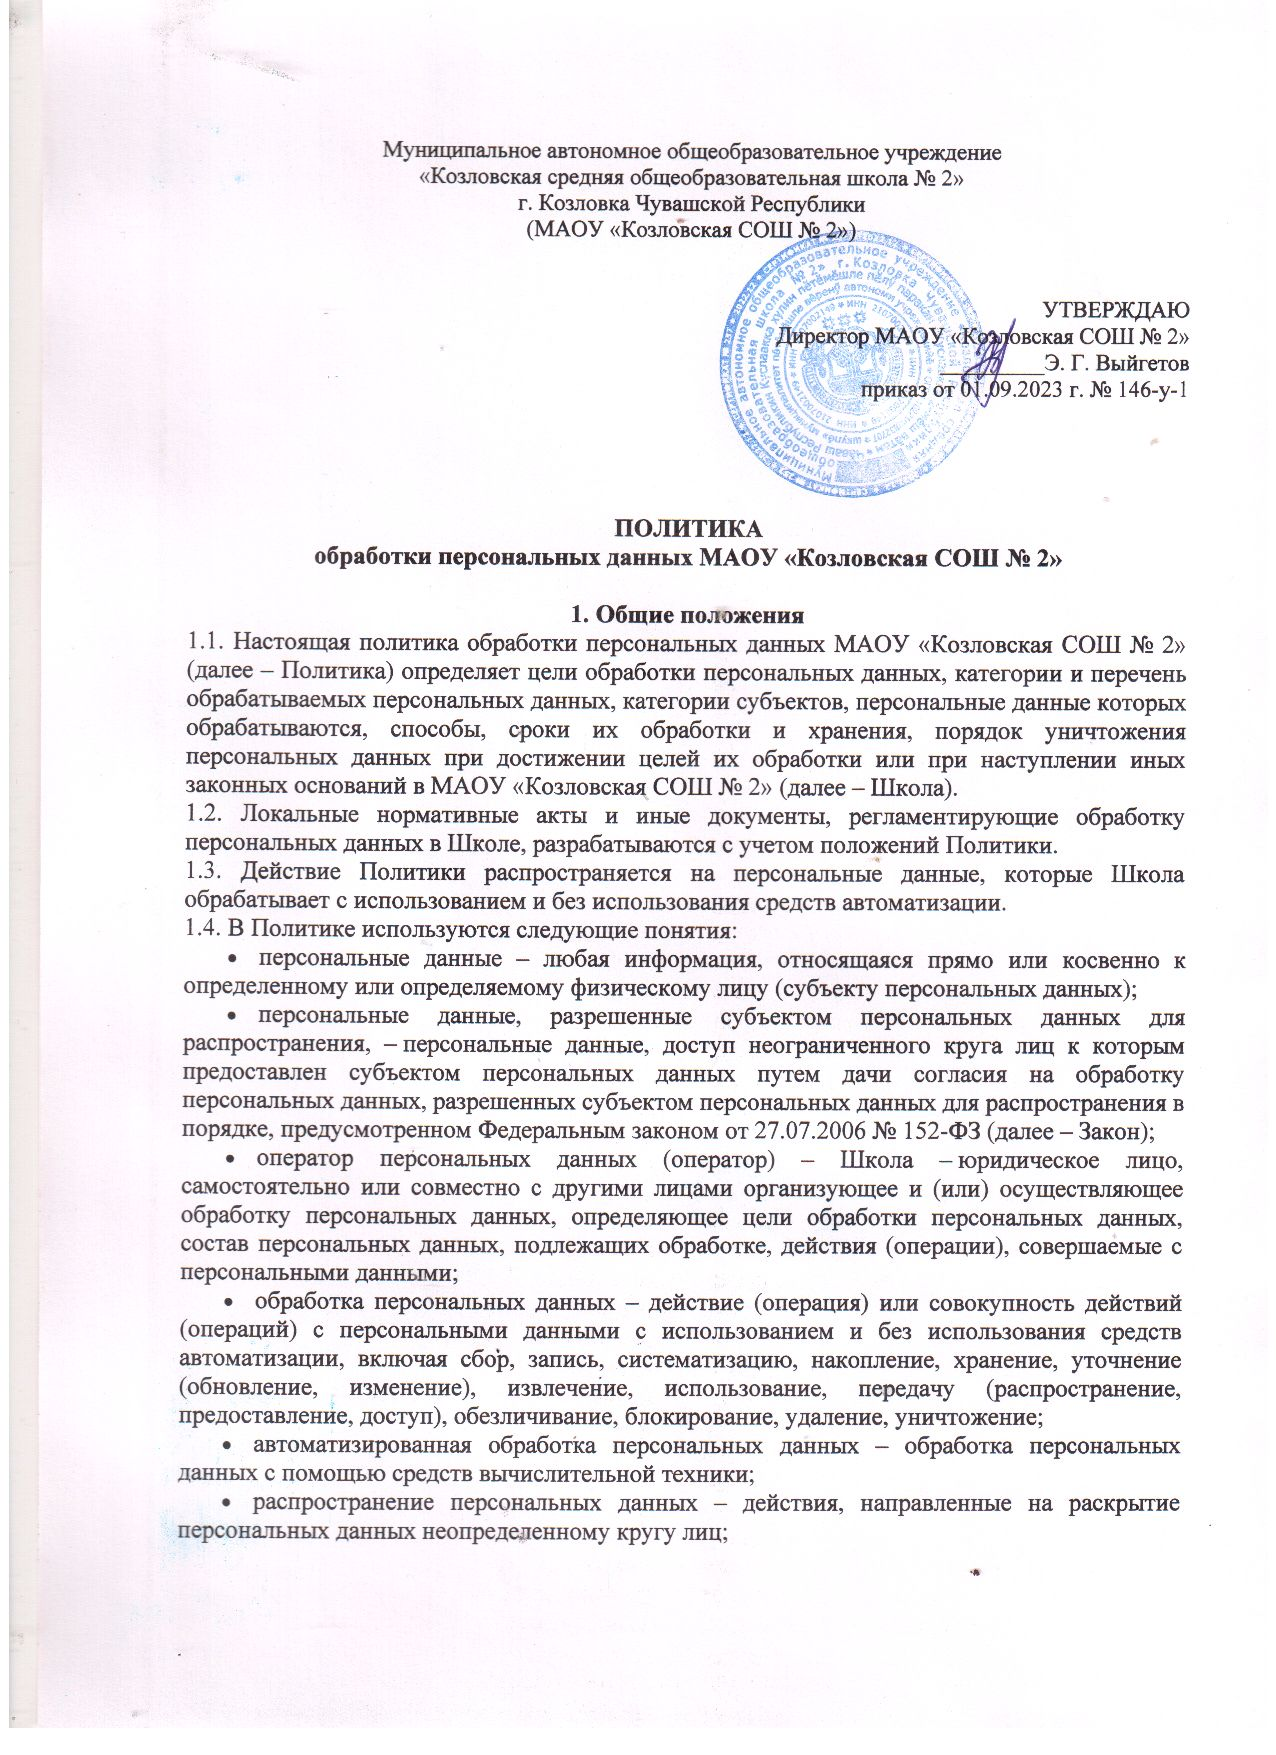 Муниципальное автономное общеобразовательное учреждение
«Козловская средняя общеобразовательная школа № 2»
г. Козловка Чувашской Республики
(МАОУ «Козловская СОШ № 2»)
УТВЕРЖДАЮ
Директор МАОУ «Козловская СОШ № 2»
_________Э. Г. Выйгетов
приказ от 01.09.2023 г. № 146-у-1
ПОЛИТИКА
обработки персональных данных МАОУ «Козловская СОШ № 2»
1. Общие положения
1.1. Настоящая политика обработки персональных данных МАОУ «Козловская СОШ № 2»
(далее – Политика) определяет цели обработки персональных данных, категории и перечень
обрабатываемых персональных данных, категории субъектов, персональные данные которых
обрабатываются, способы, сроки их обработки и хранения, порядок уничтожения
персональных данных при достижении целей их обработки или при наступлении иных
законных оснований в МАОУ «Козловская СОШ № 2» (далее – Школа).
1.2. Локальные нормативные акты и иные документы, регламентирующие обработку
персональных данных в Школе, разрабатываются с учетом положений Политики.
1.3. Действие Политики распространяется на персональные данные, которые Школа
обрабатывает с использованием и без использования средств автоматизации.
1.4. В Политике используются следующие понятия:
• персональные данные – любая информация, относящаяся прямо или косвенно к
определенному или определяемому физическому лицу (субъекту персональных данных);
• персональные данные, разрешенные субъектом персональных данных для
распространения, – персональные данные, доступ неограниченного круга лиц к которым
предоставлен субъектом персональных данных путем дачи согласия на обработку
персональных данных, разрешенных субъектом персональных данных для распространения в
порядке, предусмотренном Федеральным законом от 27.07.2006 № 152-ФЗ (далее – Закон);
• оператор персональных данных (оператор) – Школа – юридическое лицо,
самостоятельно или совместно с другими лицами организующее и (или) осуществляющее
обработку персональных данных, определяющее цели обработки персональных данных,
состав персональных данных, подлежащих обработке, действия (операции), совершаемые с
персональными данными;
• обработка персональных данных – действие (операция) или совокупность действий
(операций) с персональными данными с использованием и без использования средств
автоматизации, включая сбор, запись, систематизацию, накопление, хранение, уточнение
(обновление, изменение), извлечение, использование, передачу (распространение,
предоставление, доступ), обезличивание, блокирование, удаление, уничтожение;
• автоматизированная обработка персональных данных – обработка персональных
данных с помощью средств вычислительной техники;
• распространение персональных данных – действия, направленные на раскрытие
персональных данных неопределенному кругу лиц;